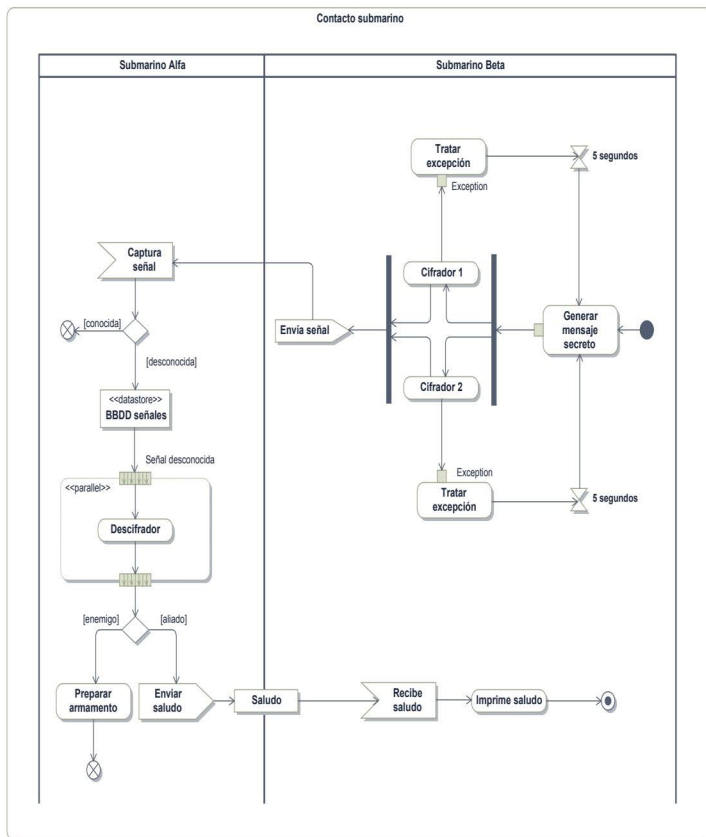 Contacto submarino
Submarino Alfa
Submarino Beta
Tratar
excepción
5 segundos
Exception
Captura
señal
Cifrador 1
[conocida]
Envía señal
Generar
mensaje
secreto
[desconocida]
Cifrador 2
<<datastore>>
BBDD señales
Señal desconocida
Exception
<<parallel>>
Tratar
excepción
5 segundos
Descifrador
[enemigo]
[aliado]
Preparar
armamento
Enviar
saludo
Saludo
Recibe
saludo
Imprime saludo